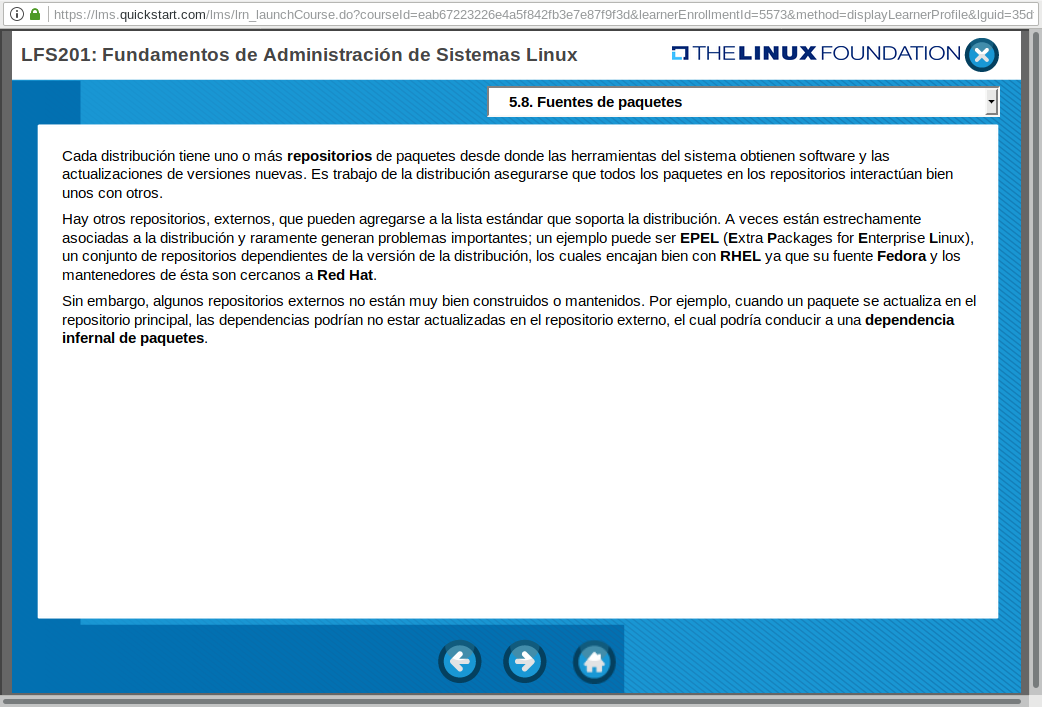 https://lms.quickstart.com/lms/lrn_launchCourse.do?courseId=eab67223226e4a5f842fb3e7e87f9f3d&learnerEnrollmentId=5573&method=displayLearnerProfile&lguid=35d
LFS201: Fundamentos de Administración de Sistemas Linux
THE LINUX FOUNDATION
5.8. Fuentes de paquetes
Cada distribución tiene uno o más repositorios de paquetes desde donde las herramientas del sistema obtienen software y las
actualizaciones de versiones nuevas. Es trabajo de la distribución asegurarse que todos los paquetes en los repositorios interactúan bien
unos con otros.
Hay otros repositorios, externos, que pueden agregarse a la lista estándar que soporta la distribución. A veces están estrechamente
asociadas a la distribución y raramente generan problemas importantes; un ejemplo puede ser EPEL (Extra Packages for Enterprise Linux),
un conjunto de repositorios dependientes de la versión de la distribución, los cuales encajan bien con RHEL ya que su fuente Fedora y los
mantenedores de ésta son cercanos a Red Hat.
Sin embargo, algunos repositorios externos no están muy bien construidos o mantenidos. Por ejemplo, cuando un paquete se actualiza en el
repositorio principal, las dependencias podrían no estar actualizadas en el repositorio externo, el cual podría conducir a una dependencia
infernal de paquetes.